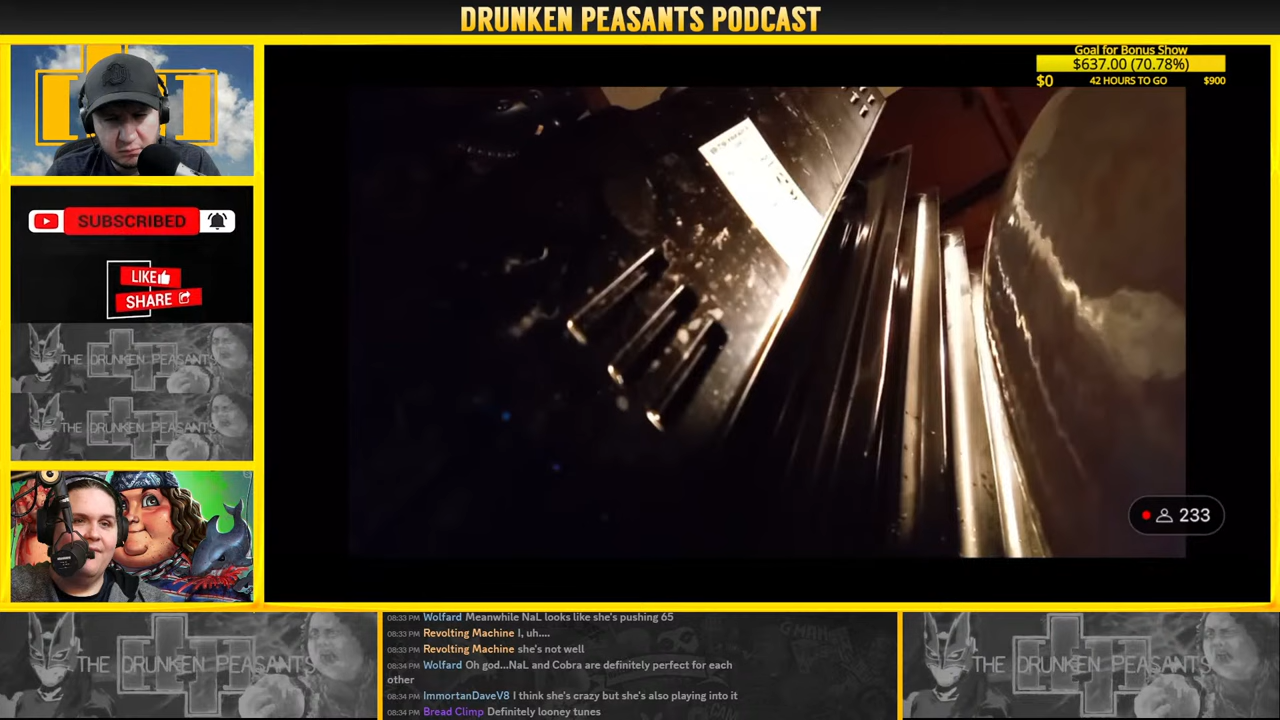 DRUNKEN PEASANTS PODCAST
Goal for Bonus Show
$637.00 (70.78%)
$0 42 HOURS TO GO $900
SUBSCRIBED
LIKE
SHARE
THE DRUNKEN PEASANTS
THE DRUNKEN PEASANTS
233
08:33 PM Wolfard Meanwhile NaL looks like she's pushing 65
08:33 PM Revolting Machine I, uh....
08:33 PM Revolting Machine she's not well
08:34 PM Wolfard Oh god...NaL and Cobra are definitely perfect for each
other
08:34 PM ImmortanDaveV8 I think she's crazy but she's also playing into it
08:34 PM Bread Climp Definitely looney tunes
THE DRUNKEN PEASANTS
THE DRUNKEN PEASANTS